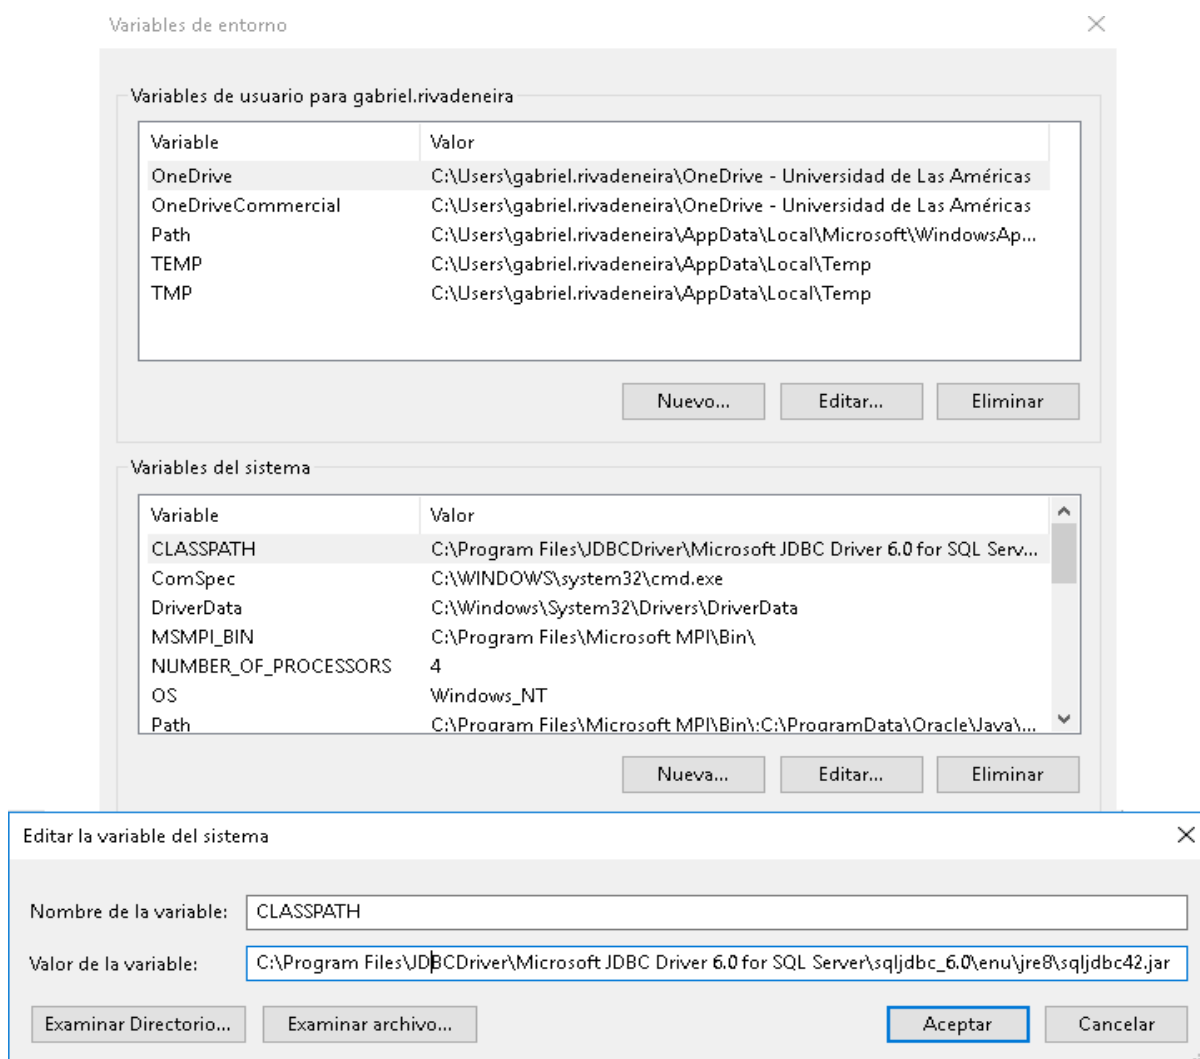 Variables de entorno
Variables de usuario para gabriel.rivadeneira
Variable Valor
OneDrive C:\Users\gabriel.rivadeneira\OneDrive - Universidad de Las Américas
OneDriveCommercial C:\Users\gabriel.rivadeneira\OneDrive - Universidad de Las Américas
Path C:\Users\gabriel.rivadeneira\AppData\Local\Microsoft\WindowsAp...
TEMP C:\Users\gabriel.rivadeneira\AppData\Local\Temp
TMP C:\Users\gabriel.rivadeneira\AppData\Local\Temp
Nuevo... Editar... Eliminar
Variables del sistema
Variable Valor
CLASSPATH C:\Program Files\JDBCDriver\Microsoft JDBC Driver 6.0 for SQL Serv...
ComSpec C:\WINDOWS\system32\cmd.exe
DriverData C:\Windows\System32\Drivers\DriverData
MSMPI_BIN C:\Program Files\Microsoft MPI\Bin\
NUMBER_OF_PROCESSORS 4
OS Windows_NT
Path C:\Program Files\Microsoft MPI\Bin\;C:\ProgramData\Oracle\Java\...
Nueva... Editar... Eliminar
Editar la variable del sistema
Nombre de la variable: CLASSPATH
Valor de la variable: C:\Program Files\JDBCDriver\Microsoft JDBC Driver 6.0 for SQL Server\sqljdbc_6.0\enu\jre8\sqljdbc42.jar
Examinar Directorio... Examinar archivo... Aceptar Cancelar